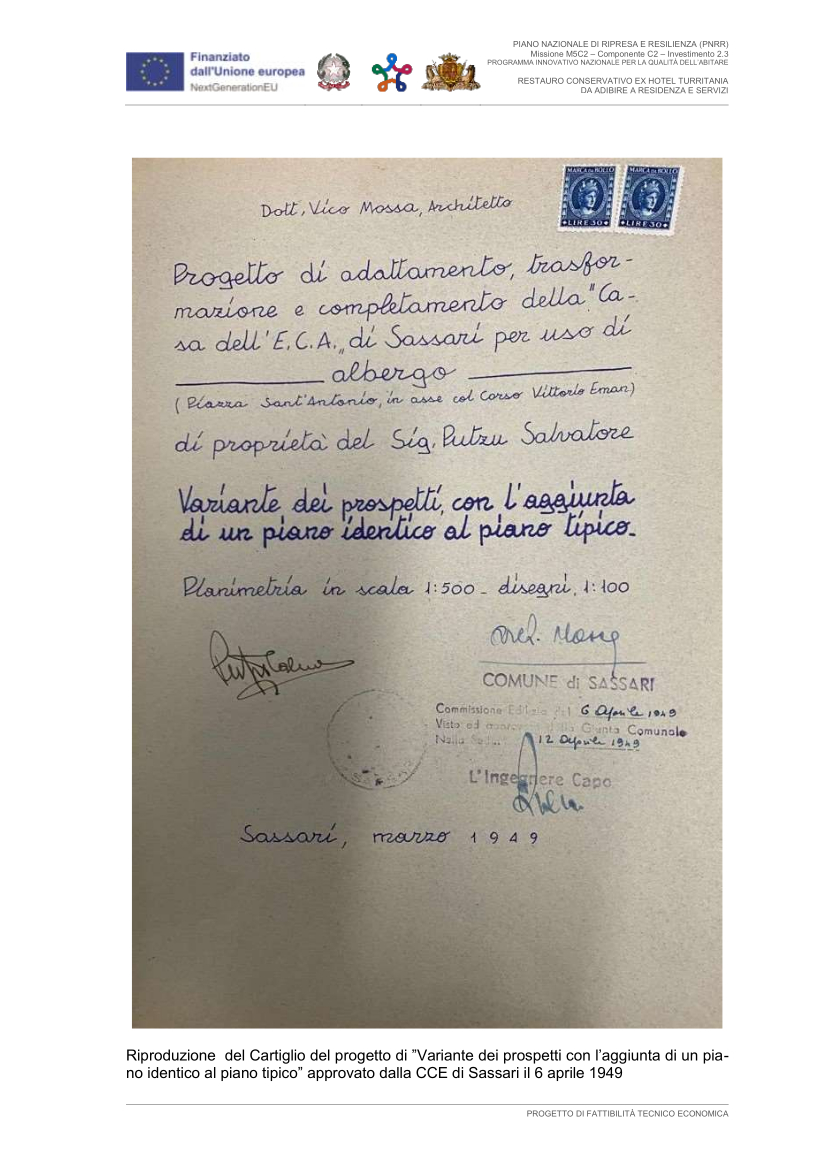 Finanziato
dall'Unione europea
NextGenerationEU
PIANO NAZIONALE DI RIPRESA E RESILIENZA (PNRR)
Missione M5C2 – Componente C2 – Investimento 2.3
PROGRAMMA INNOVATIVO NAZIONALE PER LA QUALITÀ DELL'ABITARE
RESTAURO CONSERVATIVO EX HOTEL TURRITANIA
DA ADIBIRE A RESIDENZA E SERVIZI
Dott, Vico Mossa, Architetto
MARCA DA BOLLO MARCA DA BOLLO
LIRE 30 LIRE 30
Progetto di adattamento, trasfor-
mazione e completamento della "Ca-
sa dell'E.C.A.„ di Sassari per uso di
albergo
(Piazza Sant'Antonio, in asse col Corso Vittorio Eman)
di proprietà del Sig. Putzu Salvatore
Variante dei prospetti, con l'aggiunta
di un piano identico al piano tipico.
Planimetria in scala 1:500 - disegni, 1:100
COMUNE di SASSARI
Commissione Edilizia del 6 Aprile 1949
Visto ed Giunta Comunale
Nella 12 Aprile 1949
L'Ingegnere Capo
Sassari, marzo 1949
Riproduzione del Cartiglio del progetto di ”Variante dei prospetti con l'aggiunta di un pia-
no identico al piano tipico” approvato dalla CCE di Sassari il 6 aprile 1949
PROGETTO DI FATTIBILITÀ TECNICO ECONOMICA